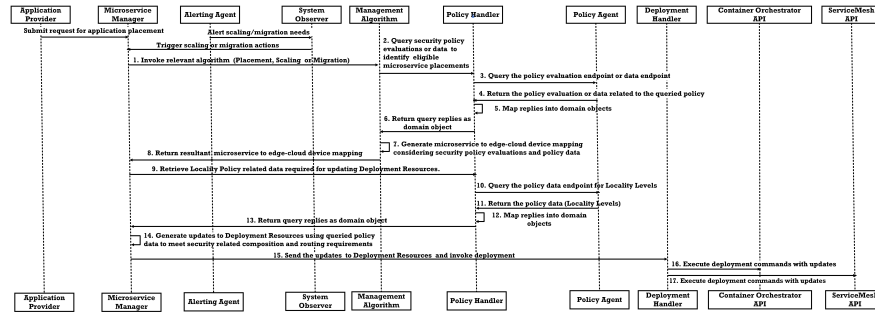 Application
Provider
Microservice
Manager
Alerting Agent
System
Observer
Management
Algorithm
Policy Handler
Policy Agent
Deployment
Handler
Container Orchestrator
API
ServiceMesh
API
Submit request for application placement
Alert scaling/migration needs
Trigger scaling or migration actions
1. Invoke relevant algorithm (Placement, Scaling or Migration)
2. Query security policy
evaluations or data to
identify eligible
microservice placements
3. Query the policy evaluation endpoint or data endpoint
4. Return the policy evaluation or data related to the queried policy
5. Map replies into domain objects
6. Return query replies as
domain object
7. Generate microservice to edge-cloud device mapping
considering security policy evaluations and policy data
8. Return resultant microservice to edge-cloud device mapping
9. Retrieve Locality Policy related data required for updating Deployment Resources.
10. Query the policy data endpoint for Locality Levels
11. Return the policy data (Locality Levels)
12. Map replies into domain
objects
13. Return query replies as domain object
14. Generate updates to Deployment Resources using queried policy
data to meet security related composition and routing requirements
15. Send the updates to Deployment Resources and invoke deployment
16. Execute deployment commands with updates
17. Execute deployment commands with updates
Application
Provider
Microservice
Manager
Alerting Agent
System
Observer
Management
Algorithm
Policy Handler
Policy Agent
Deployment
Handler
Container Orchestrator
API
ServiceMesh
API